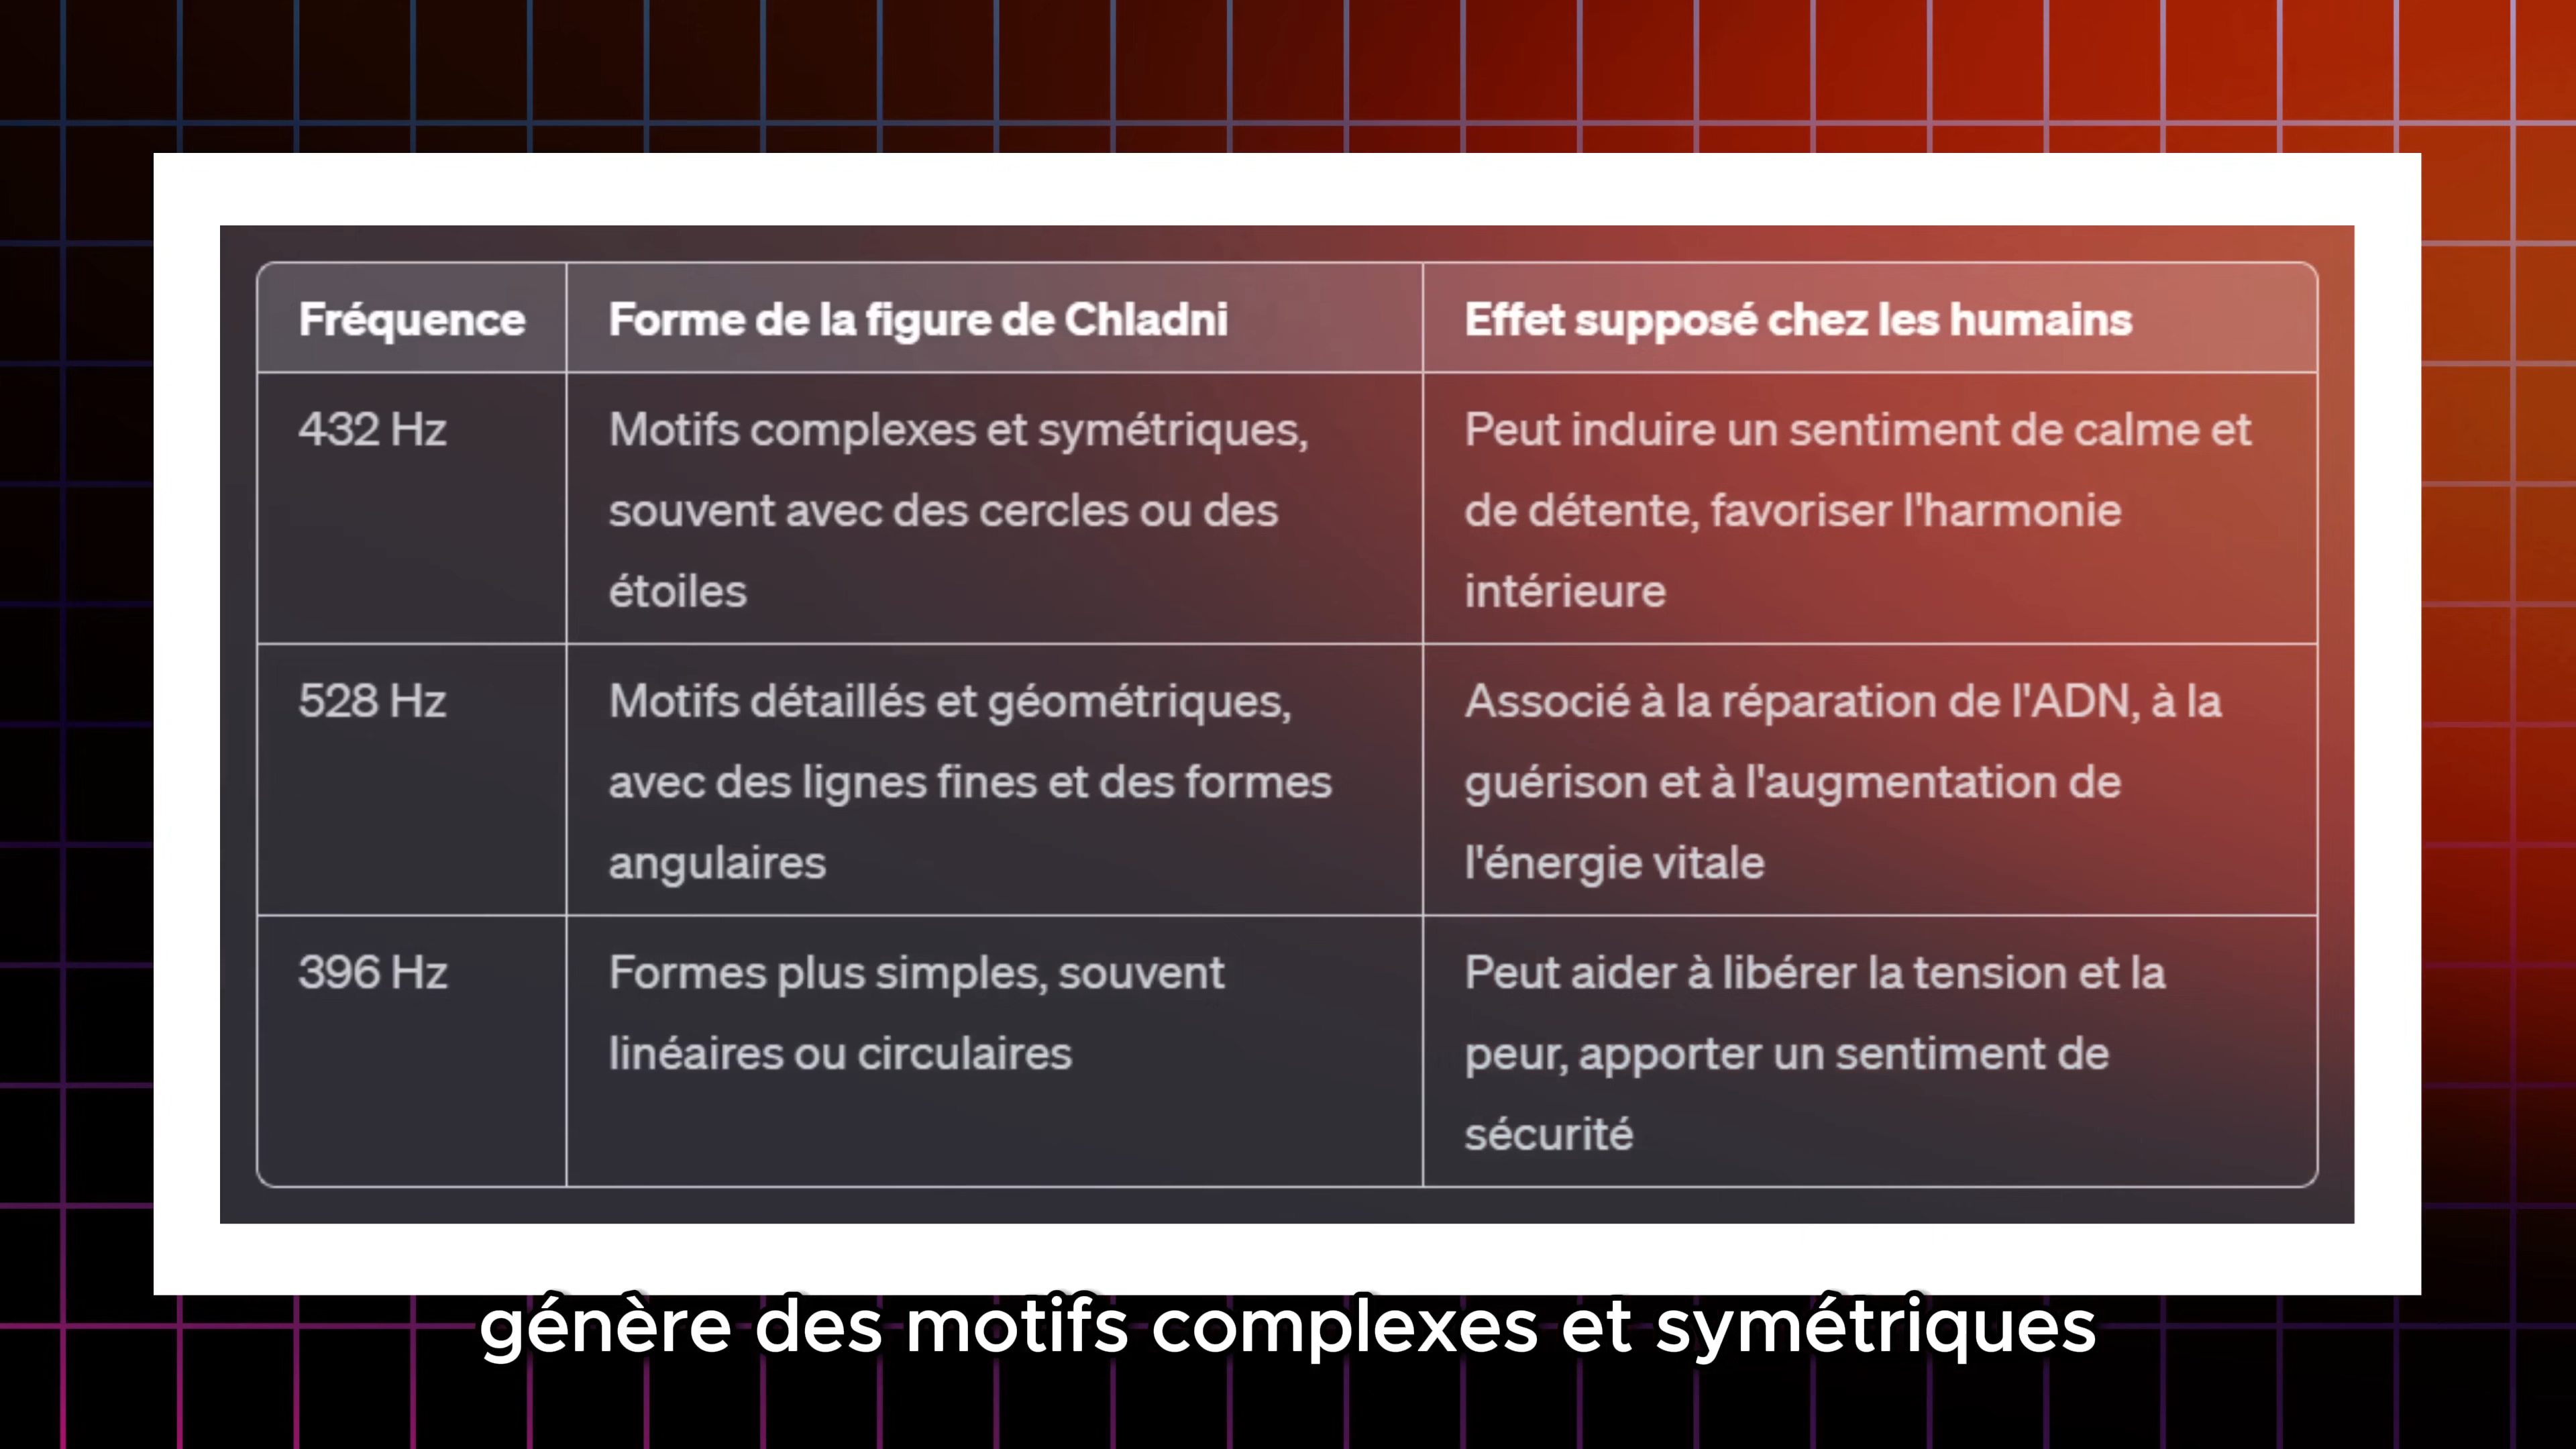 Fréquence
Forme de la figure de Chladni
Effet supposé chez les humains
432 Hz
Motifs complexes et symétriques,
souvent avec des cercles ou des
étoiles
Peut induire un sentiment de calme et
de détente, favoriser l'harmonie
intérieure
528 Hz
Motifs détaillés et géométriques,
avec des lignes fines et des formes
angulaires
Associé à la réparation de l'ADN, à la
guérison et à l'augmentation de
l'énergie vitale
396 Hz
Formes plus simples, souvent
linéaires ou circulaires
Peut aider à libérer la tension et la
peur, apporter un sentiment de
sécurité
génère des motifs complexes et symétriques